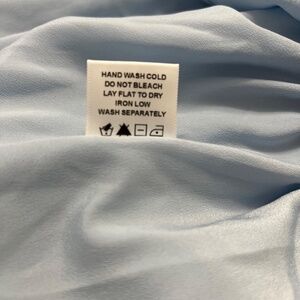 HAND WASH COLD
DO NOT BLEACH
LAY FLAT TO DRY
IRON LOW
WASH SEPARATELY